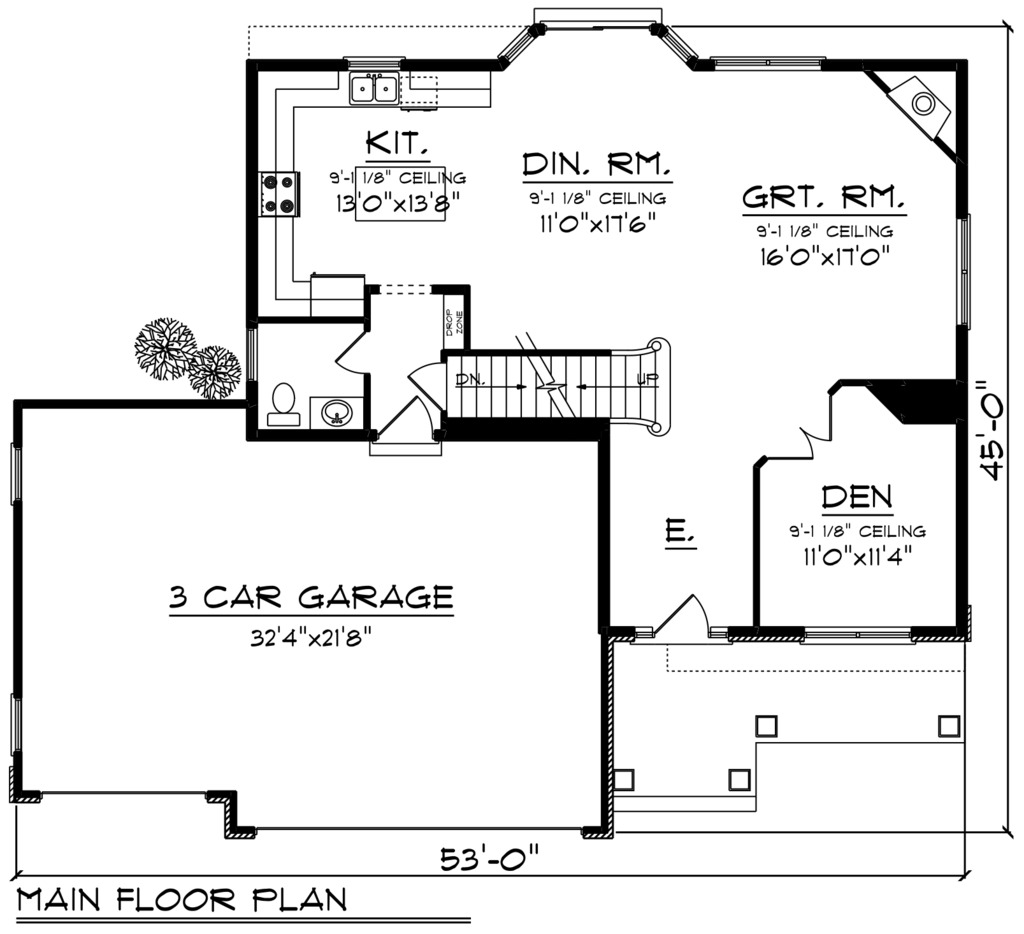 KIT.
9'-1 1/8" CEILING
13'0"x13'8"
DIN. RM.
9'-1 1/8" CEILING
11'0"x17'6"
GRT. RM.
9'-1 1/8" CEILING
16'0"x17'0"
DROP
ZONE
DN.
UP
45'-0"
DEN
9'-1 1/8" CEILING
11'0"x11'4"
E.
3 CAR GARAGE
32'4"x21'8"
53'-0"
MAIN FLOOR PLAN